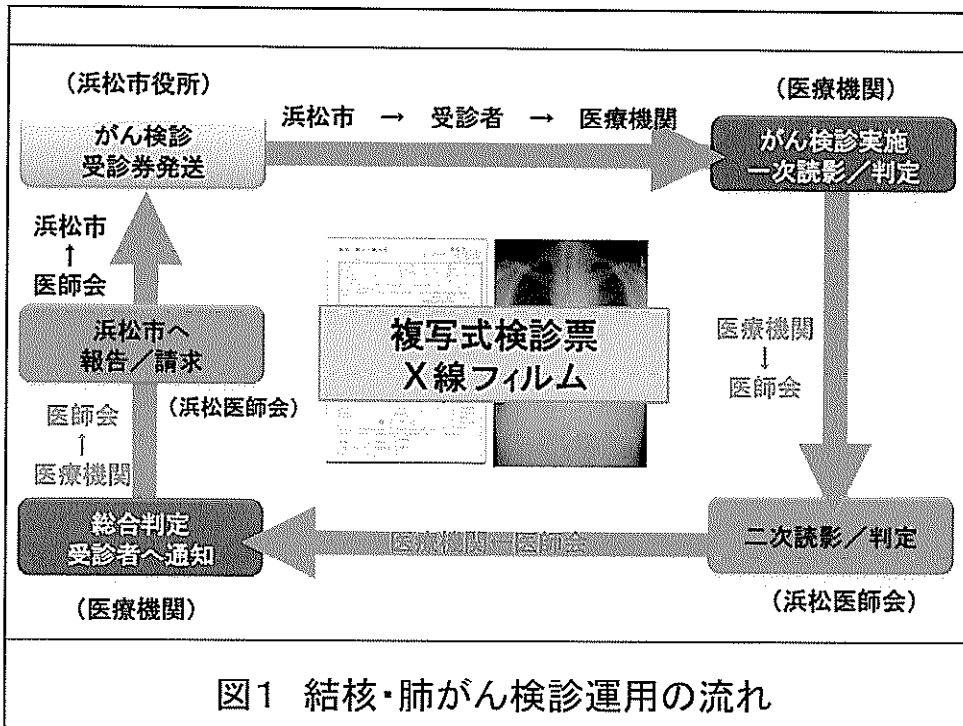 (浜松市役所)
がん検診
受診券発送
浜松市 → 受診者 → 医療機関
(医療機関)
がん検診実施
一次読影／判定
医療機関
↓
医師会
二次読影／判定
(浜松医師会)
医療機関←医師会
総合判定
受診者へ通知
(医療機関)
医師会
↑
医療機関
浜松市へ
報告／請求
(浜松医師会)
浜松市
↑
医師会
複写式検診票
X線フィルム
図1 結核・肺がん検診運用の流れ